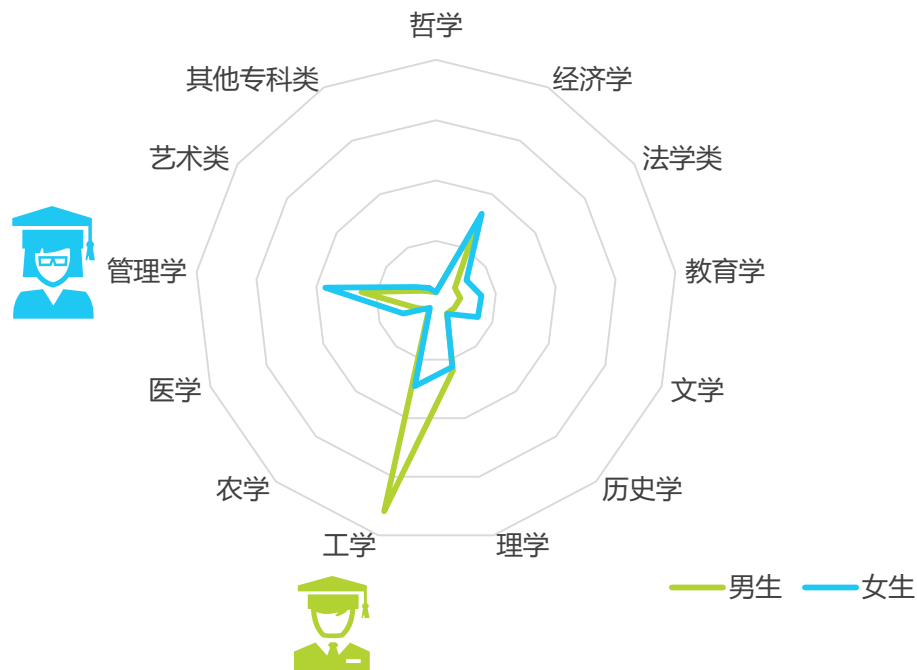 哲学
其他专科类
经济学
艺术类
法学类
管理学
教育学
医学
文学
农学
历史学
工学
理学
男生
女生